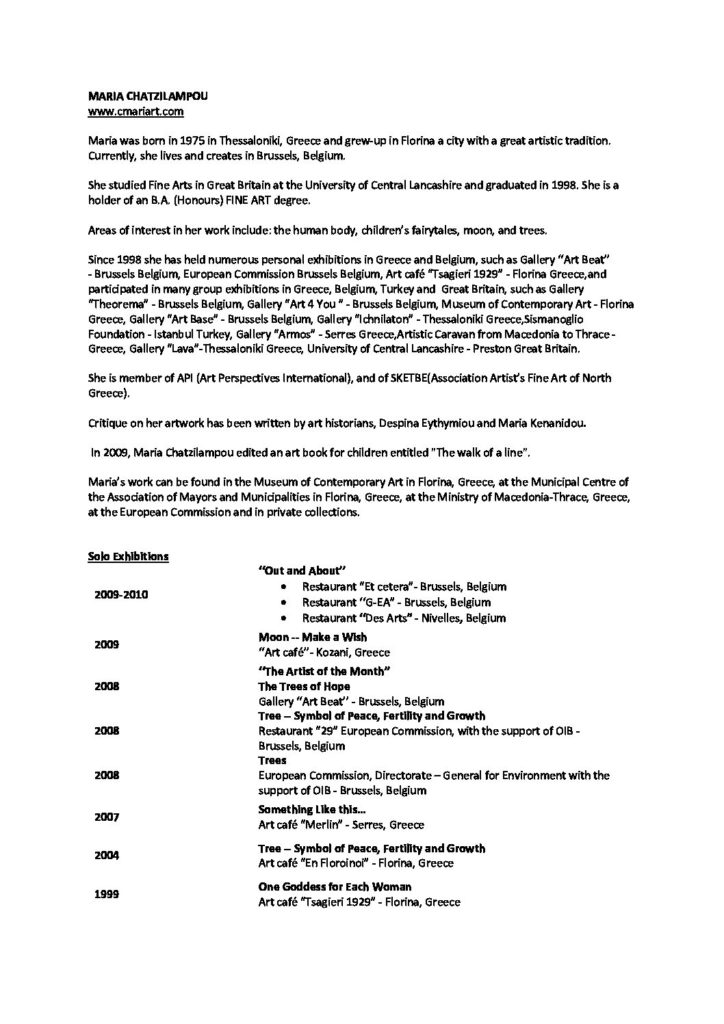 MARIA CHATZILAMPOU
www.cmariart.com
Maria was born in 1975 in Thessaloniki, Greece and grew-up in Florina a city with a great artistic tradition.
Currently, she lives and creates in Brussels, Belgium.
She studied Fine Arts in Great Britain at the University of Central Lancashire and graduated in 1998. She is a
holder of an B.A. (Honours) FINE ART degree.
Areas of interest in her work include: the human body, children's fairytales, moon, and trees.
Since 1998 she has held numerous personal exhibitions in Greece and Belgium, such as Gallery "Art Beat"
- Brussels Belgium, European Commission Brussels Belgium, Art café "Tsagieri 1929" - Florina Greece,and
participated in many group exhibitions in Greece, Belgium, Turkey and  Great Britain, such as Gallery
"Theorema" - Brussels Belgium, Gallery "Art 4 You " - Brussels Belgium, Museum of Contemporary Art - Florina
Greece, Gallery "Art Base" - Brussels Belgium, Gallery "Ichnilaton" - Thessaloniki Greece,Sismanoglio
Foundation - Istanbul Turkey, Gallery "Armos" - Serres Greece,Artistic Caravan from Macedonia to Thrace -
Greece, Gallery "Lava"-Thessaloniki Greece, University of Central Lancashire - Preston Great Britain.
She is member of API (Art Perspectives International), and of SKETBE(Association Artist's Fine Art of North
Greece).
Critique on her artwork has been written by art historians, Despina Eythymiou and Maria Kenanidou.
In 2009, Maria Chatzilampou edited an art book for children entitled "The walk of a line".
Maria's work can be found in the Museum of Contemporary Art in Florina, Greece, at the Municipal Centre of
the Association of Mayors and Municipalities in Florina, Greece, at the Ministry of Macedonia-Thrace, Greece,
at the European Commission and in private collections.
Solo Exhibitions
2009-2010
"Out and About"
• Restaurant "Et cetera"- Brussels, Belgium
• Restaurant "G-EA" - Brussels, Belgium
• Restaurant "Des Arts" - Nivelles, Belgium
2009
Moon -- Make a Wish
"Art café"- Kozani, Greece
2008
"The Artist of the Month"
The Trees of Hope
Gallery "Art Beat" - Brussels, Belgium
2008
Tree – Symbol of Peace, Fertility and Growth
Restaurant "29" European Commission, with the support of OIB -
Brussels, Belgium
2008
Trees
European Commission, Directorate – General for Environment with the
support of OIB - Brussels, Belgium
2007
Something Like this...
Art café "Merlin" - Serres, Greece
2004
Tree – Symbol of Peace, Fertility and Growth
Art café "En Floroinoi" - Florina, Greece
1999
One Goddess for Each Woman
Art café "Tsagieri 1929" - Florina, Greece